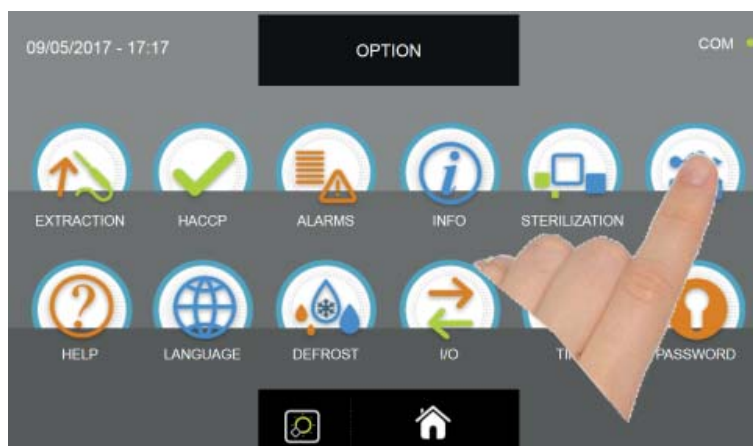 09/05/2017 - 17:17
OPTION
COM
EXTRACTION
HACCP
ALARMS
INFO
STERILIZATION
HELP
LANGUAGE
DEFROST
I/O
PASSWORD